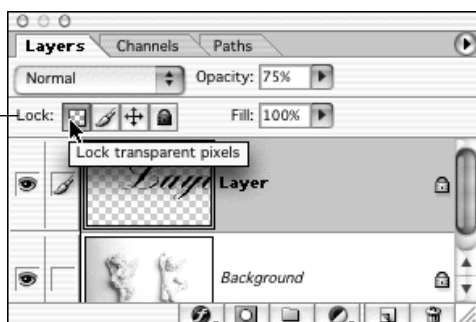 Layers Channels Paths
Normal Opacity: 75%
Lock: Fill: 100%
Lock transparent pixels
Layer
Background